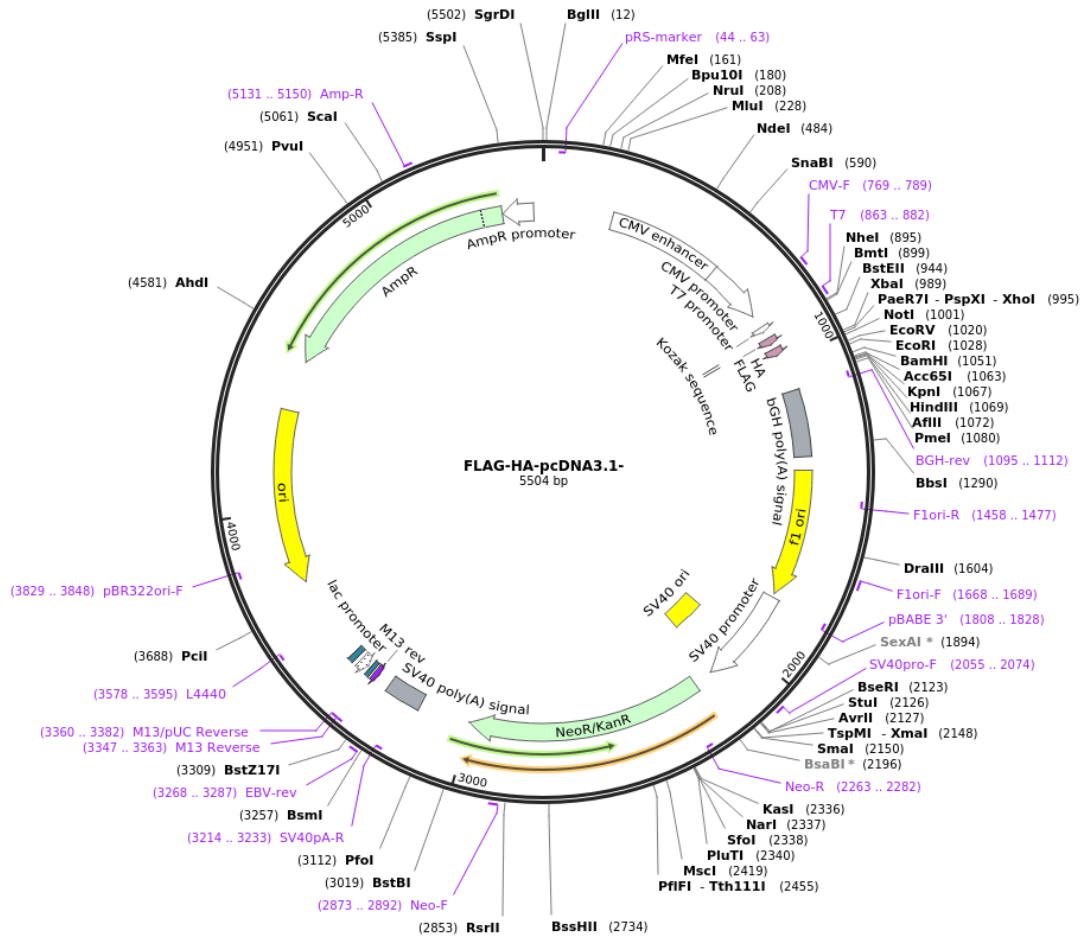 (5502) SgrDI
BglII (12)
(5385) SspI
pRS-marker (44 .. 63)
MfeI (161)
Bpu10I (180)
NruI (208)
MluI (228)
NdeI (484)
SnaBI (590)
CMV-F (769 .. 789)
T7 (863 .. 882)
NheI (895)
BmtI (899)
BstEII (944)
XbaI (989)
PaeR7I - PspXI - XhoI (995)
NotI (1001)
EcoRV (1020)
EcoRI (1028)
BamHI (1051)
Acc65I (1063)
KpnI (1067)
HindIII (1069)
AflII (1072)
PmeI (1080)
BGH-rev (1095 .. 1112)
BbsI (1290)
F1ori-R (1458 .. 1477)
DraIII (1604)
F1ori-F (1668 .. 1689)
pBABE 3' (1808 .. 1828)
SexAI * (1894)
SV40pro-F (2055 .. 2074)
BseRI (2123)
StuI (2126)
AvrII (2127)
TspMI - XmaI (2148)
SmaI (2150)
BsaBI * (2196)
Neo-R (2263 .. 2282)
KasI (2336)
NarI (2337)
SfoI (2338)
PluTI (2340)
MscI (2419)
PflFI - Tth111I (2455)
BssHII (2734)
(2853) RsrII
(2873 .. 2892) Neo-F
(3019) BstBI
(3112) PfoI
(3214 .. 3233) SV40pA-R
(3257) BsmI
(3268 .. 3287) EBV-rev
(3309) BstZ17I
(3347 .. 3363) M13 Reverse
(3360 .. 3382) M13/pUC Reverse
(3578 .. 3595) L4440
(3688) PciI
(3829 .. 3848) pBR322ori-F
(4581) AhdI
(4951) PvuI
(5061) ScaI
(5131 .. 5150) Amp-R
1000
2000
3000
4000
5000
AmpR promoter
AmpR
CMV enhancer
CMV promoter
T7 promoter
Kozak sequence
FLAG
HA
bGH poly(A) signal
f1 ori
SV40 promoter
SV40 ori
NeoR/KanR
SV40 poly(A) signal
M13 rev
lac promoter
ori
FLAG-HA-pcDNA3.1-
5504 bp